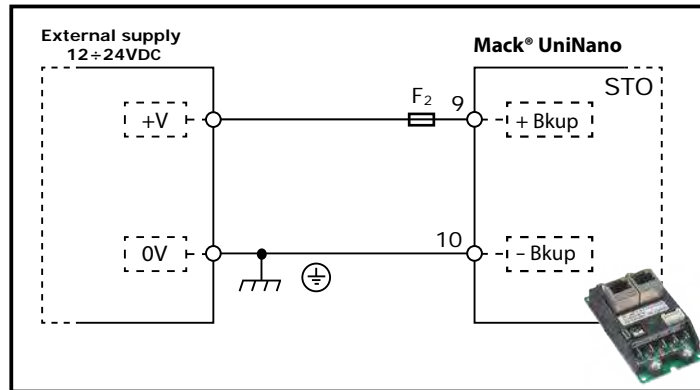 External supply
12÷24VDC
Mack® UniNano
STO
+V
F₂
9
+ Bkup
0V
10
– Bkup